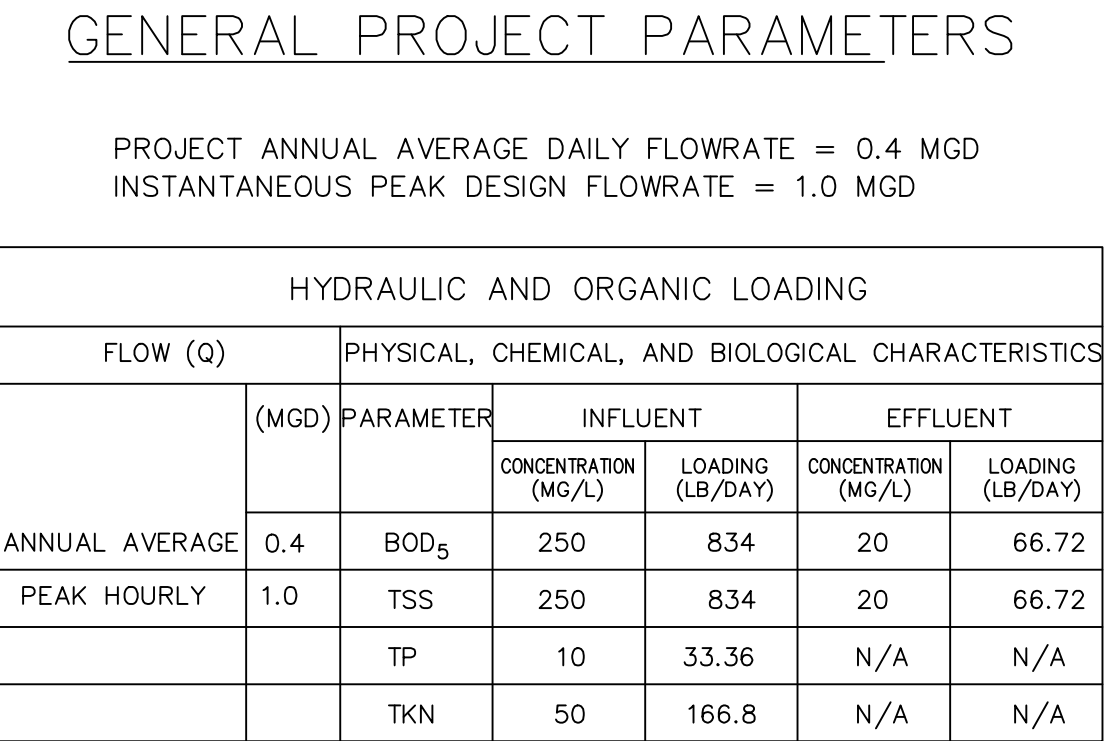 GENERAL PROJECT PARAMETERS
PROJECT ANNUAL AVERAGE DAILY FLOWRATE = 0.4 MGD
INSTANTANEOUS PEAK DESIGN FLOWRATE = 1.0 MGD
HYDRAULIC AND ORGANIC LOADING
FLOW (Q) PHYSICAL, CHEMICAL, AND BIOLOGICAL CHARACTERISTICS
(MGD) PARAMETER INFLUENT EFFLUENT
CONCENTRATION LOADING CONCENTRATION LOADING
(MG/L) (LB/DAY) (MG/L) (LB/DAY)
ANNUAL AVERAGE 0.4 BOD5 250 834 20 66.72
PEAK HOURLY 1.0 TSS 250 834 20 66.72
TP 10 33.36 N/A N/A
TKN 50 166.8 N/A N/A